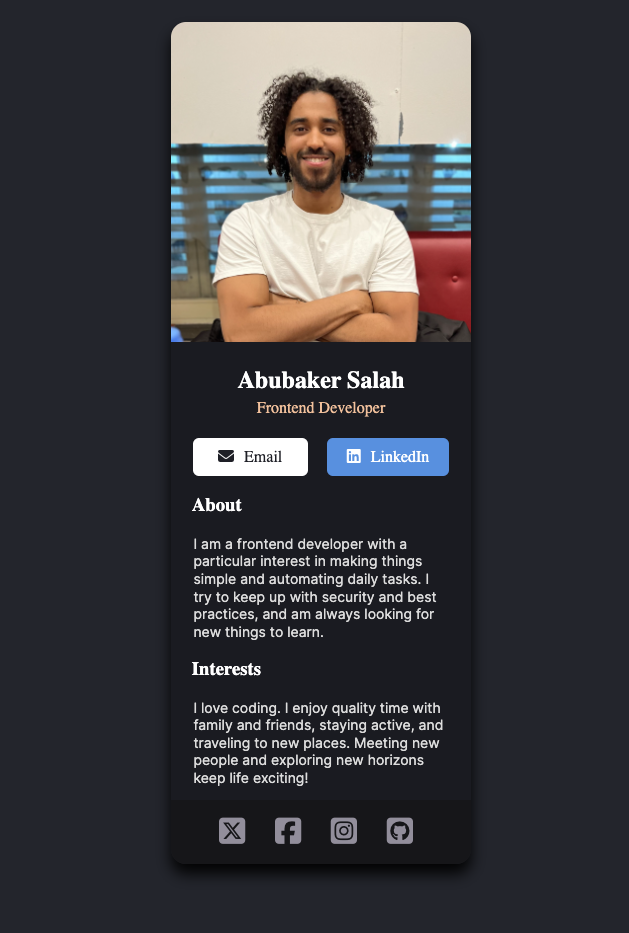 Abubaker Salah
Frontend Developer
Email
LinkedIn
About
I am a frontend developer with a
particular interest in making things
simple and automating daily tasks. I
try to keep up with security and best
practices, and am always looking for
new things to learn.
Interests
I love coding. I enjoy quality time with
family and friends, staying active, and
traveling to new places. Meeting new
people and exploring new horizons
keep life exciting!